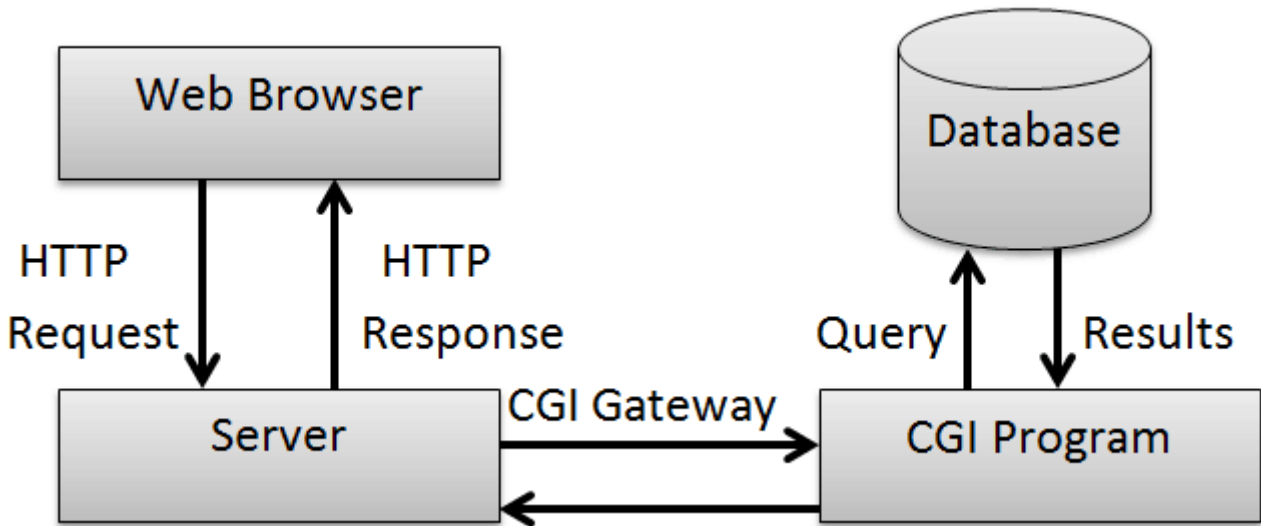 Web Browser
Database
HTTP
Request
HTTP
Response
Query
Results
Server
CGI Gateway
CGI Program